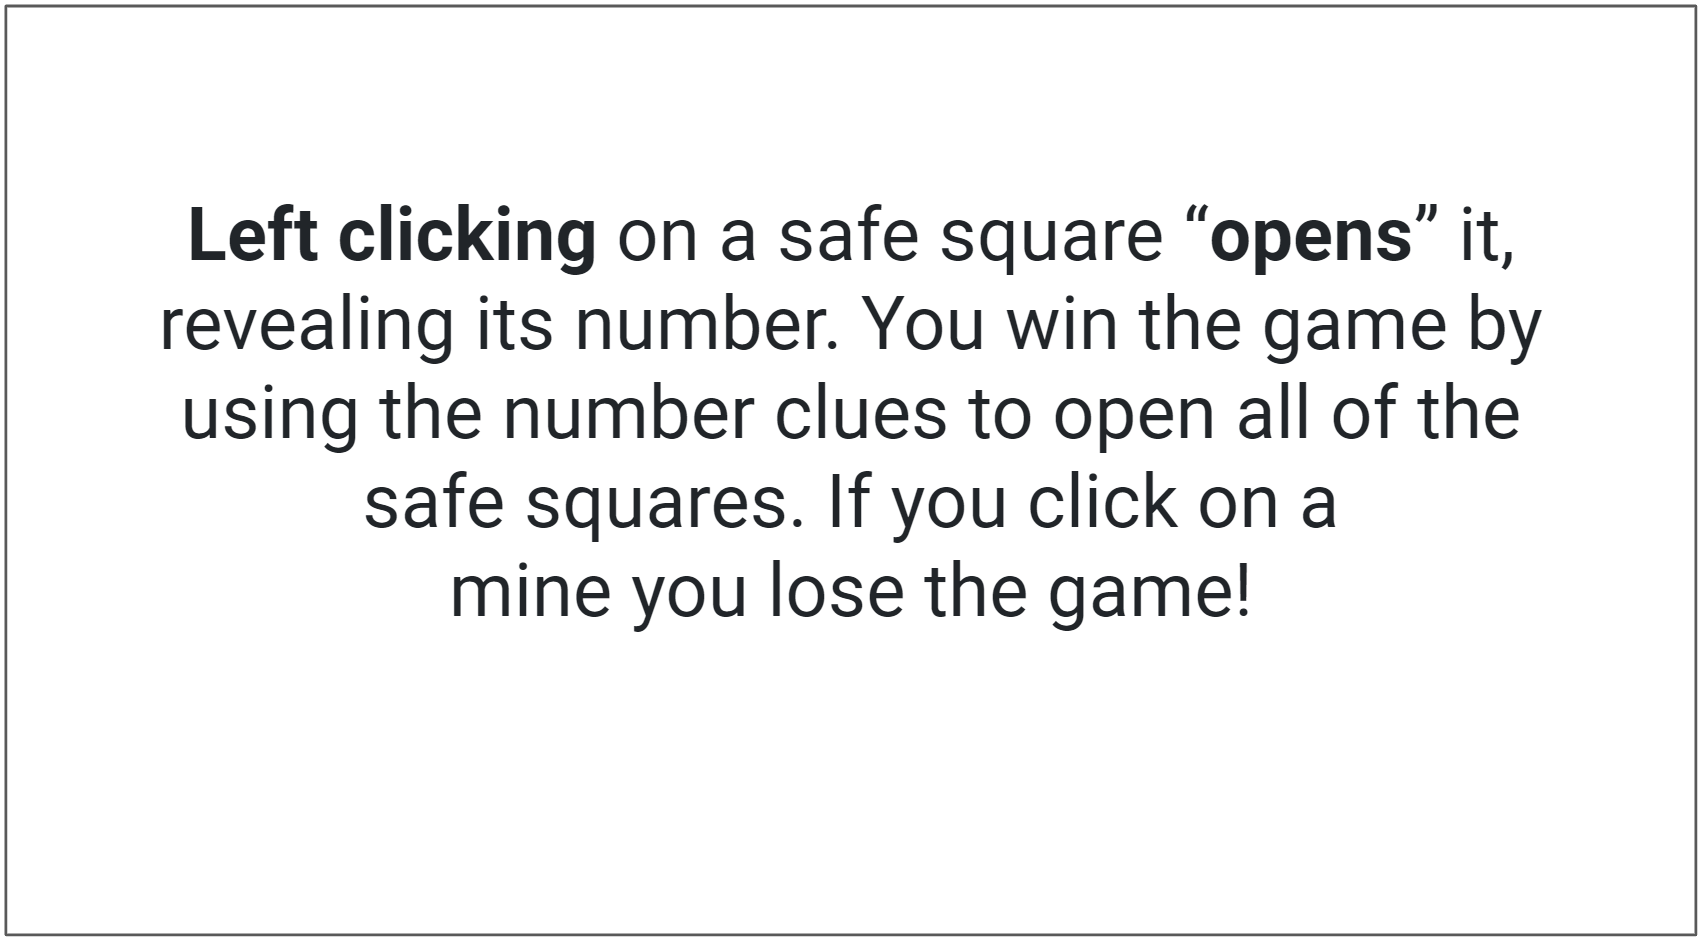 Left clicking on a safe square “opens” it,
revealing its number. You win the game by
using the number clues to open all of the
safe squares. If you click on a
mine you lose the game!